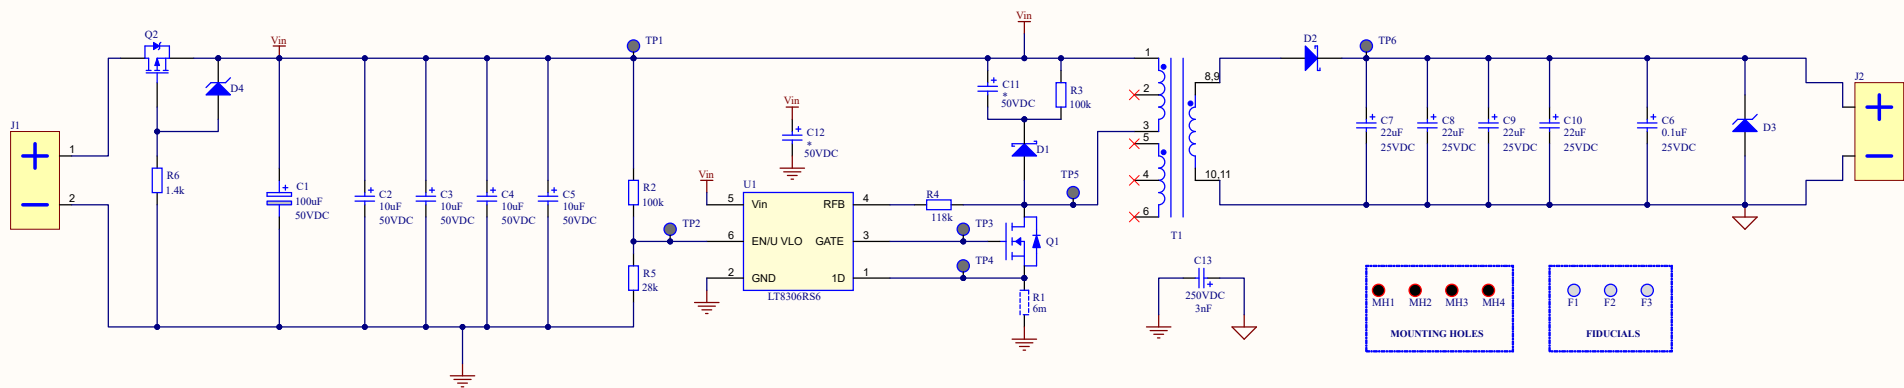 J1
1
2
Q2
D4
R6
1.4k
Vin
C1
100uF
50VDC
C2
10uF
50VDC
C3
10uF
50VDC
C4
10uF
50VDC
C5
10uF
50VDC
TP1
R2
100k
TP2
R5
28k
Vin
C12
*
50VDC
Vin
U1
5
Vin
RFB
4
6
EN/U VLO
GATE
3
2
GND
1D
1
LT8306RS6
R4
118k
TP3
TP4
Vin
C11
*
50VDC
R3
100k
D1
TP5
Q1
R1
6m
1
2
3
5
4
6
8,9
10,11
T1
C13
250VDC
3nF
D2
TP6
C7
22uF
25VDC
C8
22uF
25VDC
C9
22uF
25VDC
C10
22uF
25VDC
C6
0.1uF
25VDC
D3
J2
MH1
MH2
MH3
MH4
MOUNTING HOLES
F1
F2
F3
FIDUCIALS